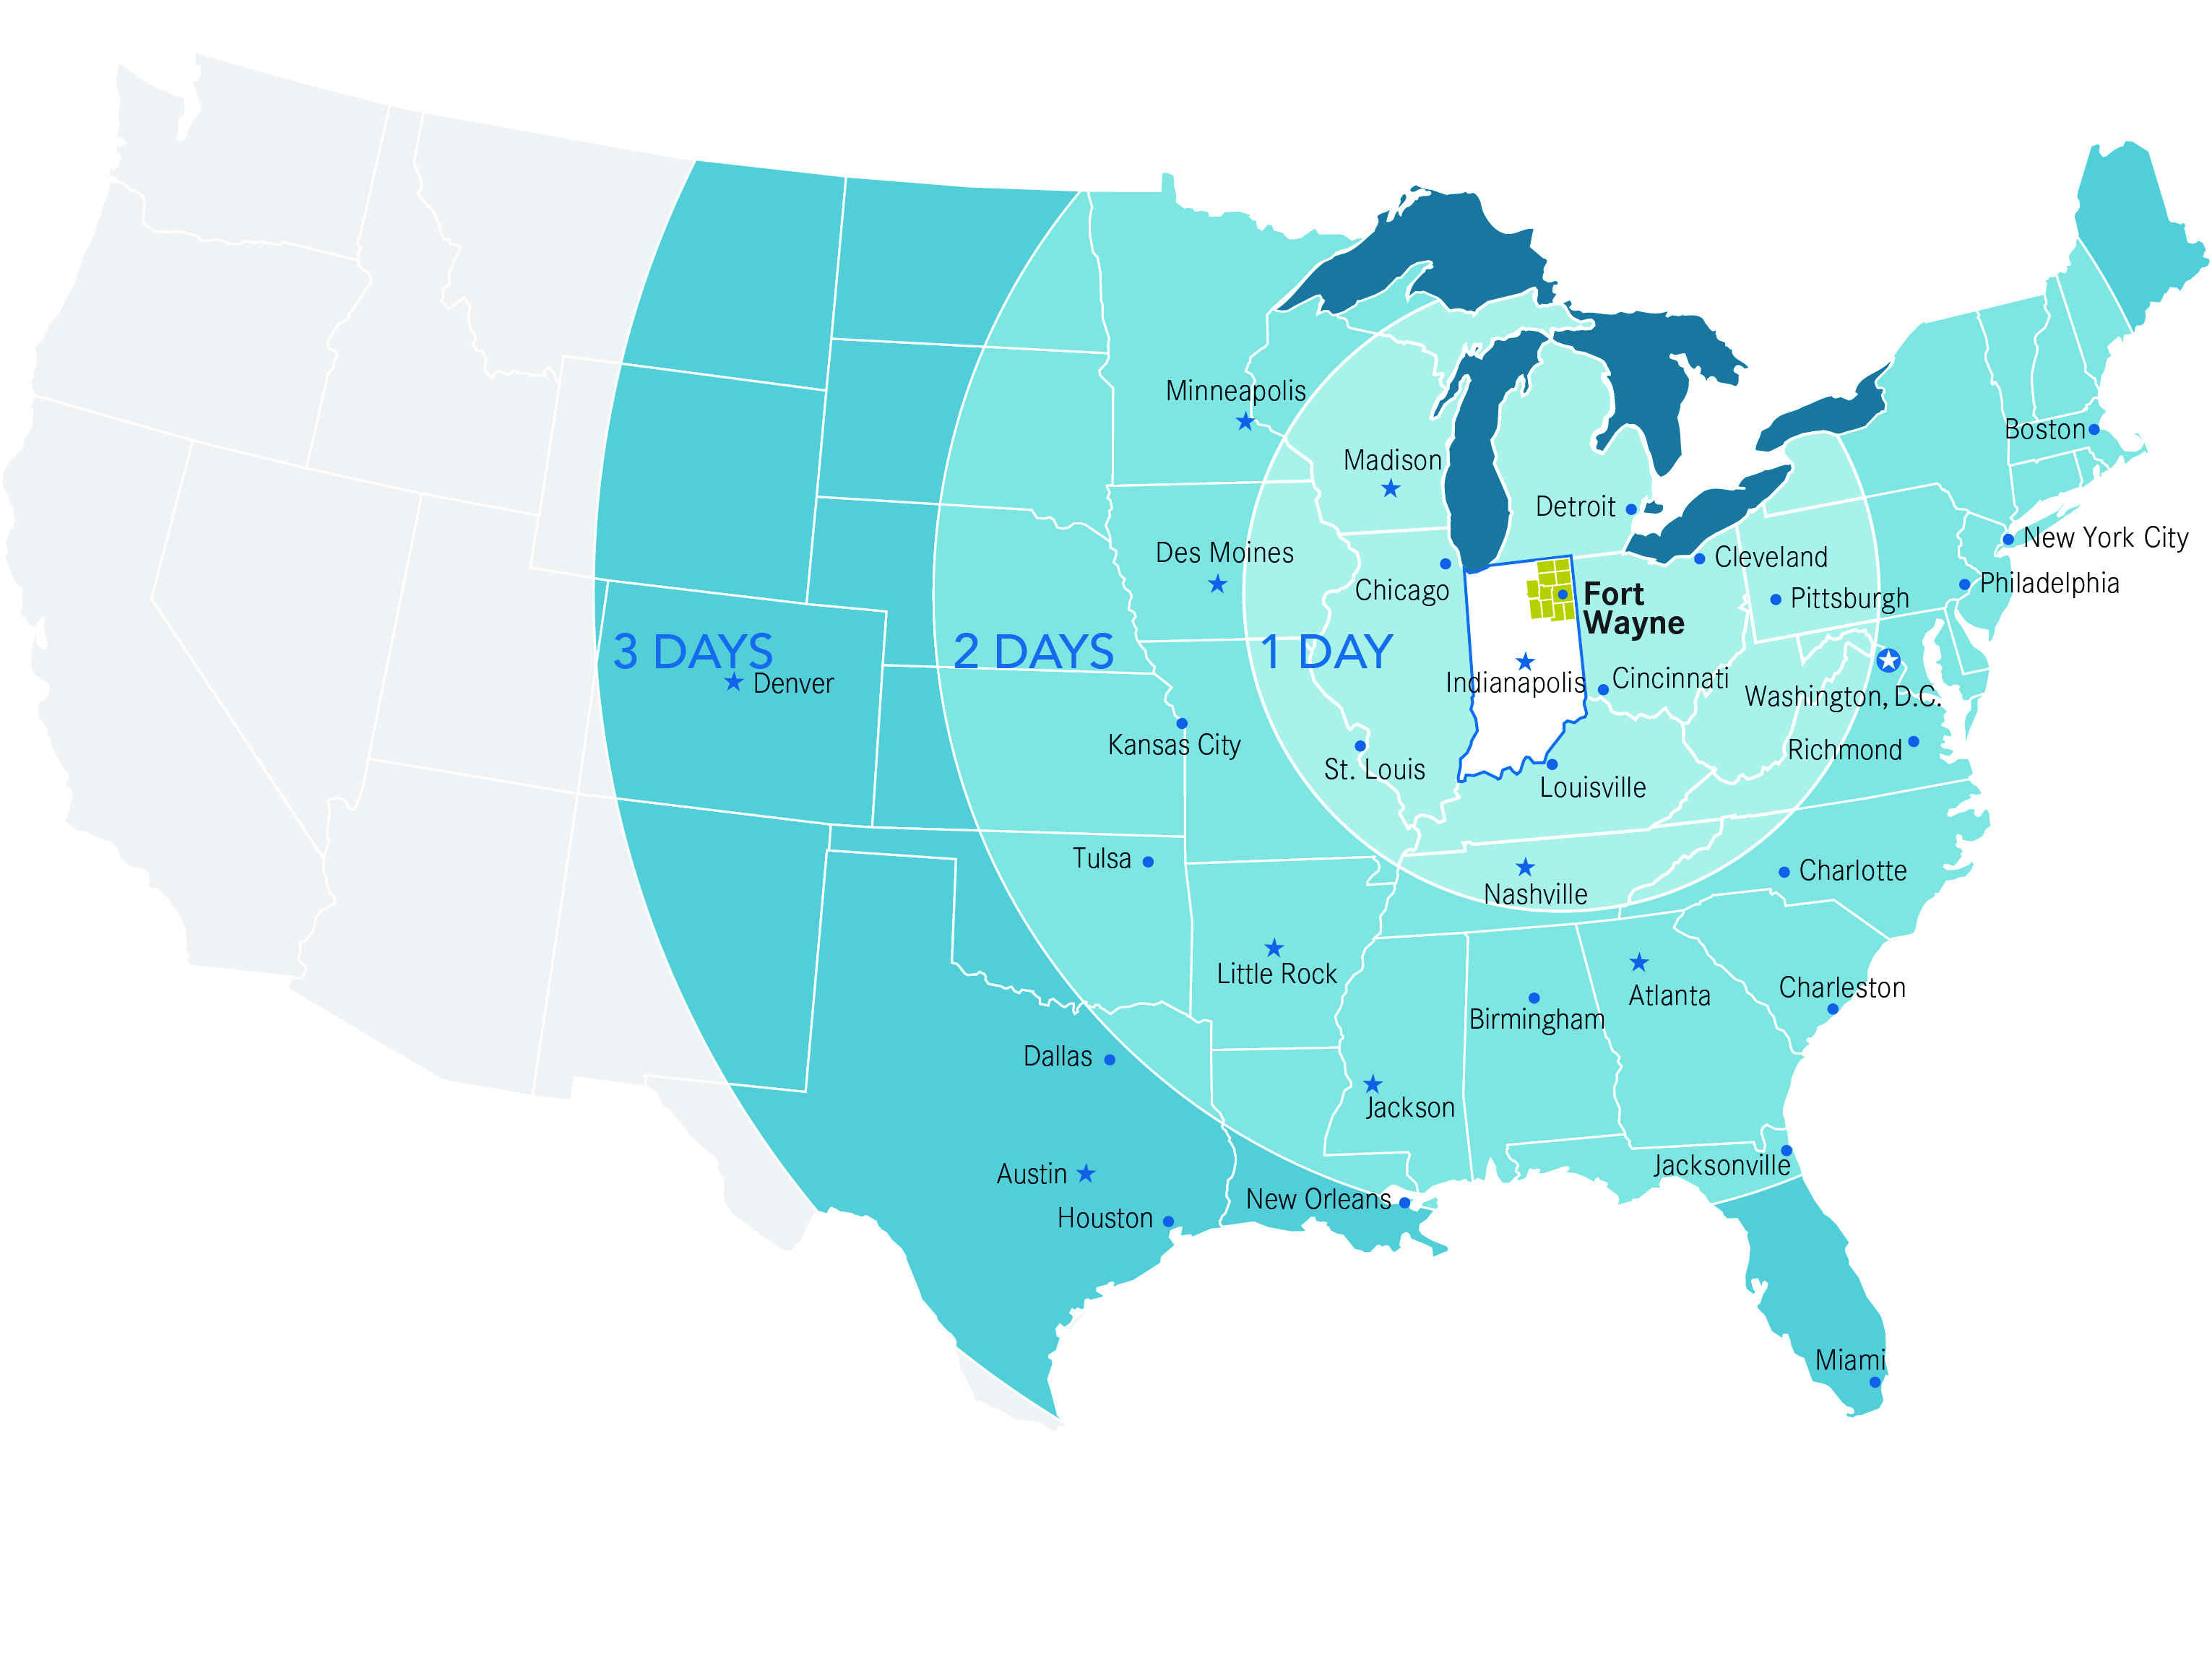 Minneapolis
Boston
Madison
Detroit
New York City
Des Moines
Cleveland
Chicago
Philadelphia
Fort
Wayne
Pittsburgh
3 DAYS
2 DAYS
1 DAY
Denver
Indianapolis
Cincinnati
Washington, D.C.
Kansas City
Richmond
St. Louis
Louisville
Tulsa
Nashville
Charlotte
Little Rock
Atlanta
Charleston
Birmingham
Dallas
Jackson
Austin
Jacksonville
New Orleans
Houston
Miami